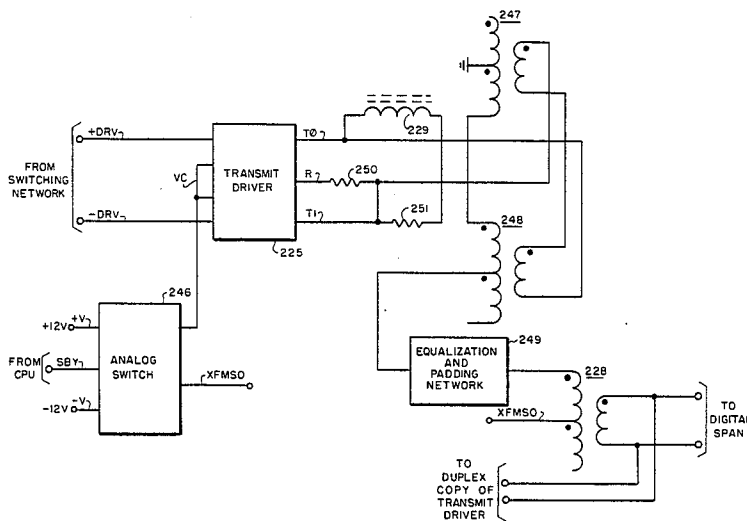 247
+DRV
T0
229
FROM
SWITCHING
NETWORK
VC
TRANSMIT
DRIVER
R
250
-DRV
T1
251
225
248
246
+V
+12V
FROM
CPU
SBY
ANALOG
SWITCH
XFMSO
-V
-12V
249
EQUALIZATION
AND
PADDING
NETWORK
228
XFMSO
TO
DIGITAL
SPAN
TO
DUPLEX
COPY OF
TRANSMIT
DRIVER